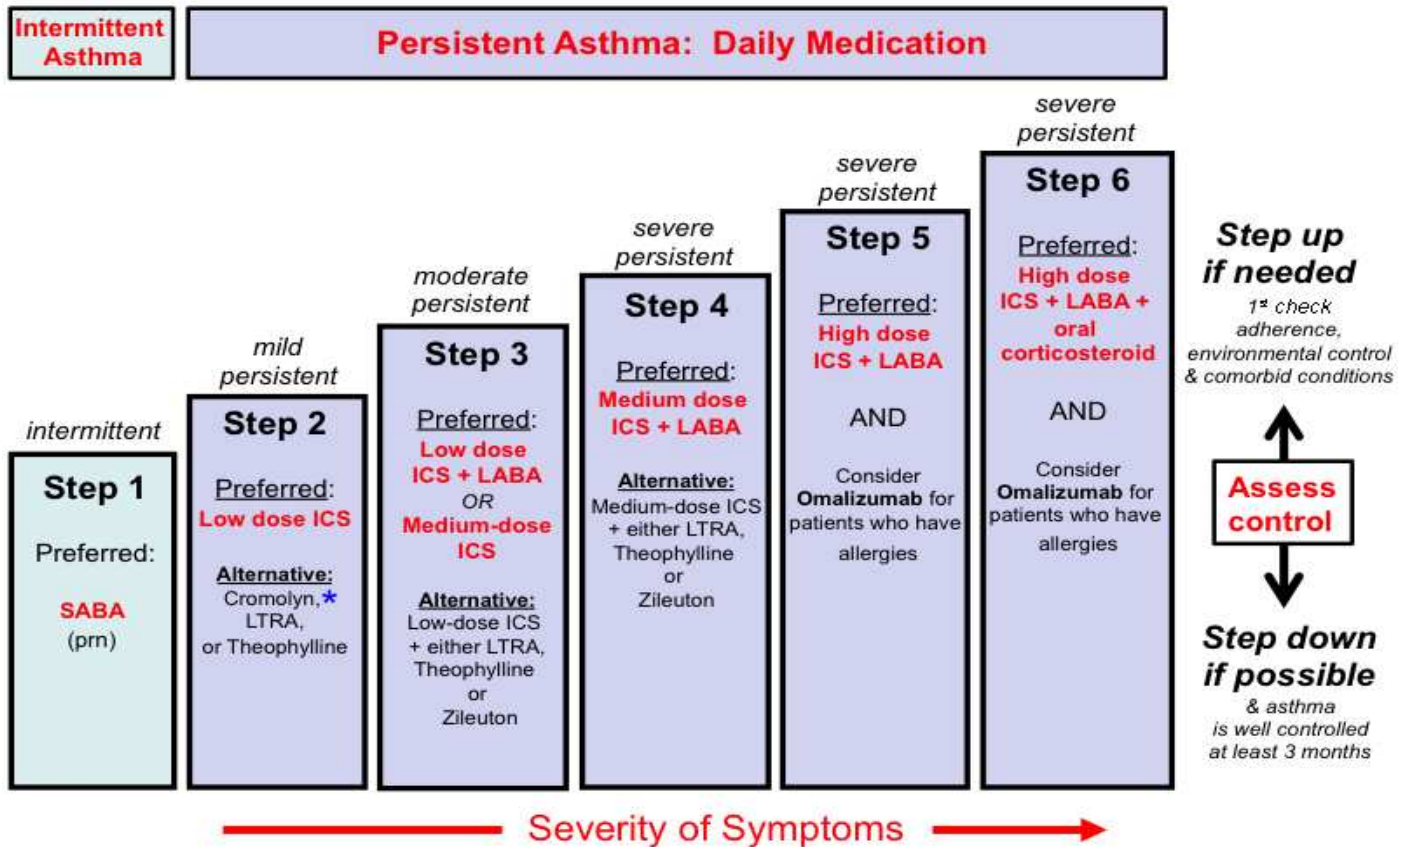 Intermittent
Asthma
Persistent Asthma: Daily Medication
intermittent
Step 1
Preferred:
SABA
(prn)
mild
persistent
Step 2
Preferred:
Low dose ICS
Alternative:
Cromolyn,*
LTRA,
or Theophylline
moderate
persistent
Step 3
Preferred:
Low dose
ICS + LABA
OR
Medium-dose
ICS
Alternative:
Low-dose ICS
+ either LTRA,
Theophylline
or
Zileuton
severe
persistent
Step 4
Preferred:
Medium dose
ICS + LABA
Alternative:
Medium-dose ICS
+ either LTRA,
Theophylline
or
Zileuton
severe
persistent
Step 5
Preferred:
High dose
ICS + LABA
AND
Consider
Omalizumab for
patients who have
allergies
severe
persistent
Step 6
Preferred:
High dose
ICS + LABA +
oral
corticosteroid
AND
Consider
Omalizumab for
patients who have
allergies
Step up
if needed
1st check
adherence,
environmental control
& comorbid conditions
Assess
control
Step down
if possible
& asthma
is well controlled
at least 3 months
Severity of Symptoms